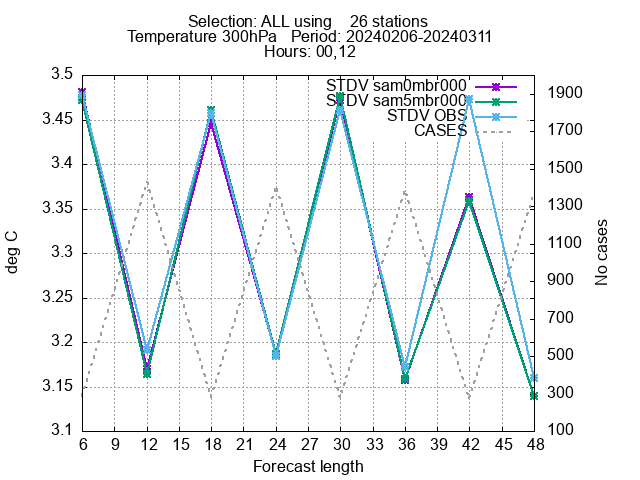 Selection: ALL using    26 stations
Temperature 300hPa   Period: 20240206-20240311
Hours: 00,12
STDV sam0mbr000
STDV sam5mbr000
STDV OBS
CASES
3.5
3.45
3.4
3.35
3.3
3.25
3.2
3.15
3.1
deg C
1900
1700
1500
1300
1100
900
700
500
300
100
No cases
6 9 12 15 18 21 24 27 30 33 36 39 42 45 48
Forecast length